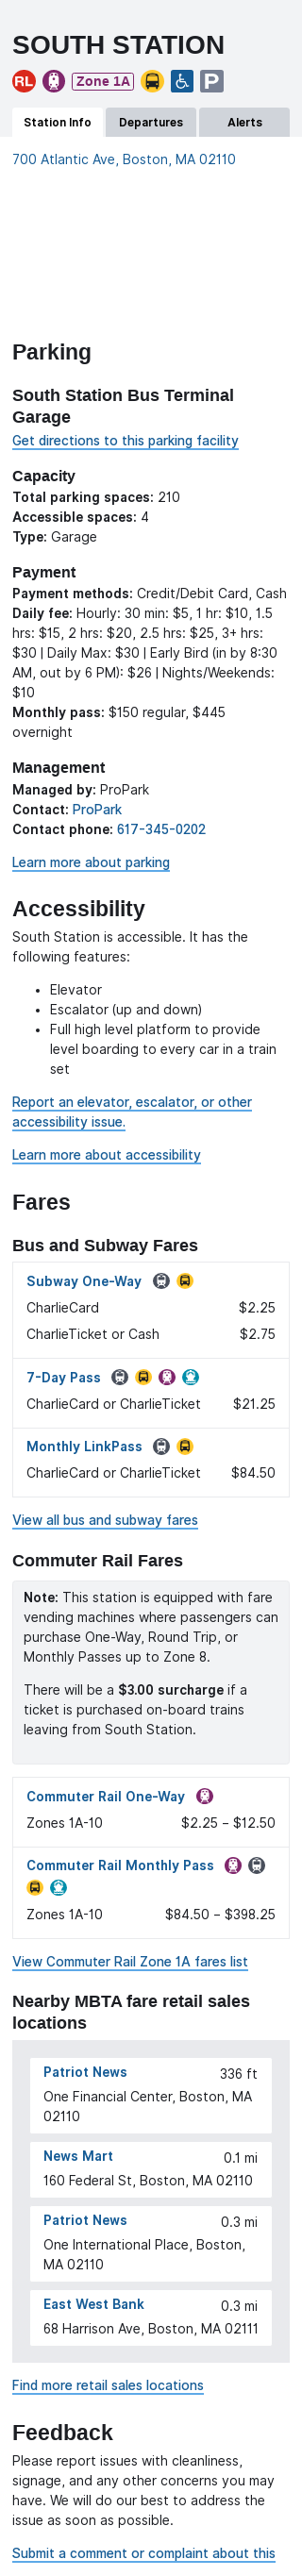 SOUTH STATION
RL Zone 1A P
Station Info Departures Alerts
700 Atlantic Ave, Boston, MA 02110
Parking
South Station Bus Terminal
Garage
Get directions to this parking facility
Capacity
Total parking spaces: 210
Accessible spaces: 4
Type: Garage
Payment
Payment methods: Credit/Debit Card, Cash
Daily fee: Hourly: 30 min: $5, 1 hr: $10, 1.5
hrs: $15, 2 hrs: $20, 2.5 hrs: $25, 3+ hrs:
$30 | Daily Max: $30 | Early Bird (in by 8:30
AM, out by 6 PM): $26 | Nights/Weekends:
$10
Monthly pass: $150 regular, $445
overnight
Management
Managed by: ProPark
Contact: ProPark
Contact phone: 617-345-0202
Learn more about parking
Accessibility
South Station is accessible. It has the
following features:
• Elevator
• Escalator (up and down)
• Full high level platform to provide
level boarding to every car in a train
set
Report an elevator, escalator, or other
accessibility issue.
Learn more about accessibility
Fares
Bus and Subway Fares
Subway One-Way
CharlieCard $2.25
CharlieTicket or Cash $2.75
7-Day Pass
CharlieCard or CharlieTicket $21.25
Monthly LinkPass
CharlieCard or CharlieTicket $84.50
View all bus and subway fares
Commuter Rail Fares
Note: This station is equipped with fare
vending machines where passengers can
purchase One-Way, Round Trip, or
Monthly Passes up to Zone 8.
There will be a $3.00 surcharge if a
ticket is purchased on-board trains
leaving from South Station.
Commuter Rail One-Way
Zones 1A-10 $2.25 – $12.50
Commuter Rail Monthly Pass
Zones 1A-10 $84.50 – $398.25
View Commuter Rail Zone 1A fares list
Nearby MBTA fare retail sales
locations
Patriot News 336 ft
One Financial Center, Boston, MA
02110
News Mart 0.1 mi
160 Federal St, Boston, MA 02110
Patriot News 0.3 mi
One International Place, Boston,
MA 02110
East West Bank 0.3 mi
68 Harrison Ave, Boston, MA 02111
Find more retail sales locations
Feedback
Please report issues with cleanliness,
signage, and any other concerns you may
have. We will do our best to address the
issue as soon as possible.
Submit a comment or complaint about this